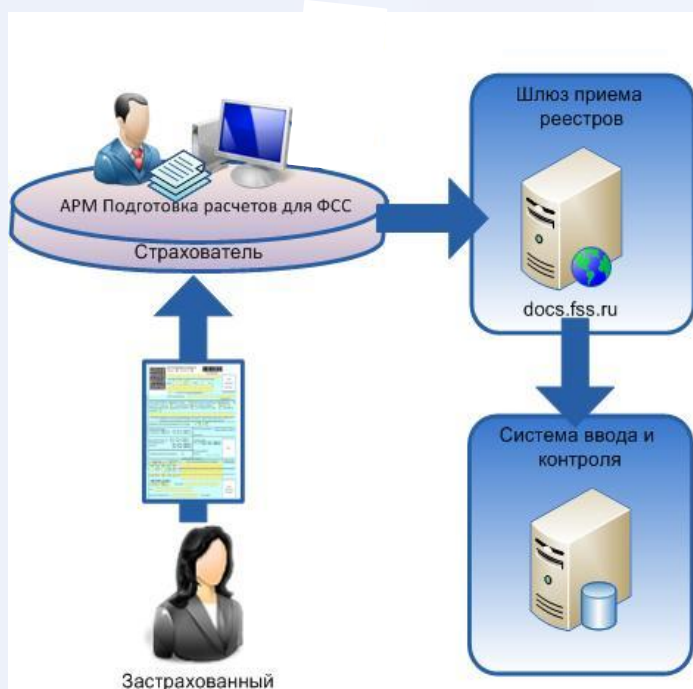 Шлюз приема
реестров
АРМ Подготовка расчетов для ФСС
Страхователь
docs.fss.ru
Система ввода и
контроля
Застрахованный